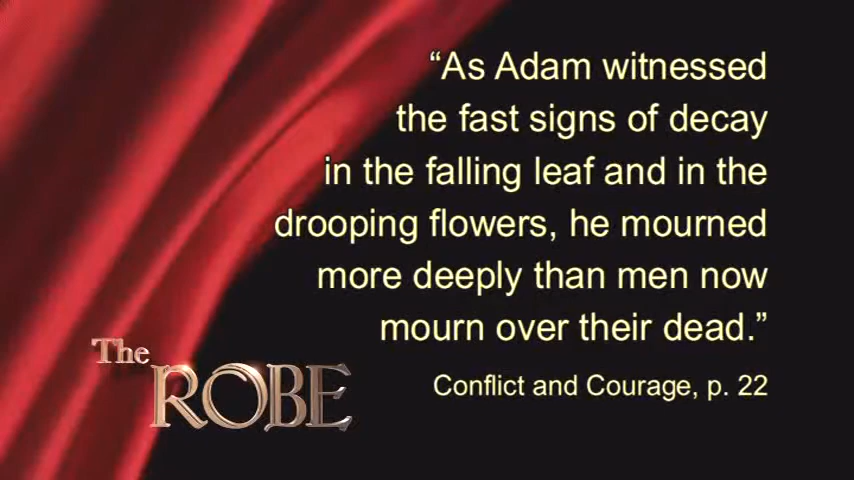 “As Adam witnessed
the fast signs of decay
in the falling leaf and in the
drooping flowers, he mourned
more deeply than men now
mourn over their dead.”
Conflict and Courage, p. 22
The
ROBE